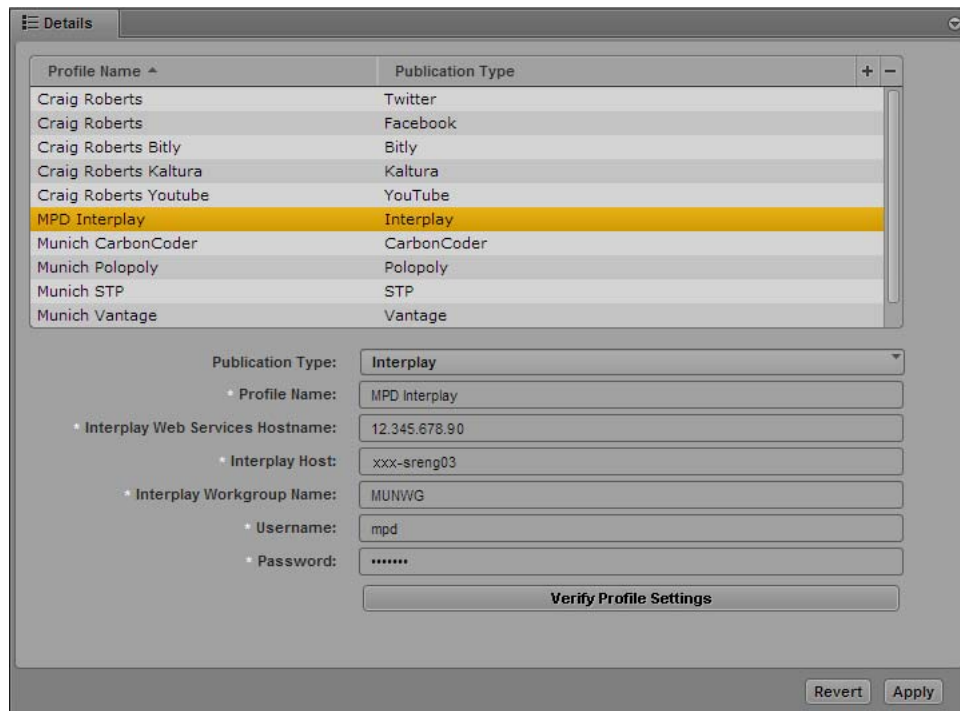 Details
Profile Name Publication Type + −
Craig Roberts Twitter
Craig Roberts Facebook
Craig Roberts Bitly Bitly
Craig Roberts Kaltura Kaltura
Craig Roberts Youtube YouTube
MPD Interplay Interplay
Munich CarbonCoder CarbonCoder
Munich Polopoly Polopoly
Munich STP STP
Munich Vantage Vantage
Publication Type: Interplay
* Profile Name: MPD Interplay
* Interplay Web Services Hostname: 12.345.678.90
* Interplay Host: xxx-sreng03
* Interplay Workgroup Name: MUNWG
* Username: mpd
* Password: •••••••
Verify Profile Settings
Revert Apply